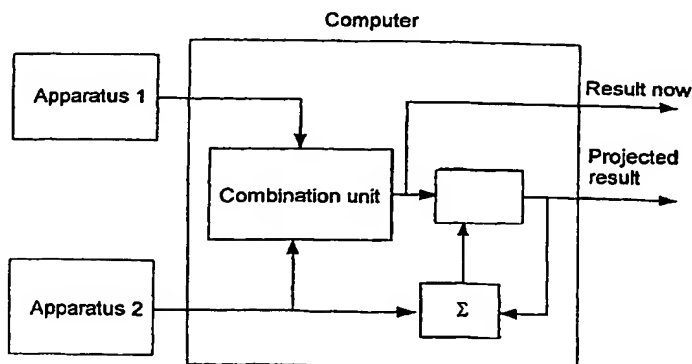 Computer
Apparatus 1
Result now
Combination unit
Projected
result
Apparatus 2
Σ